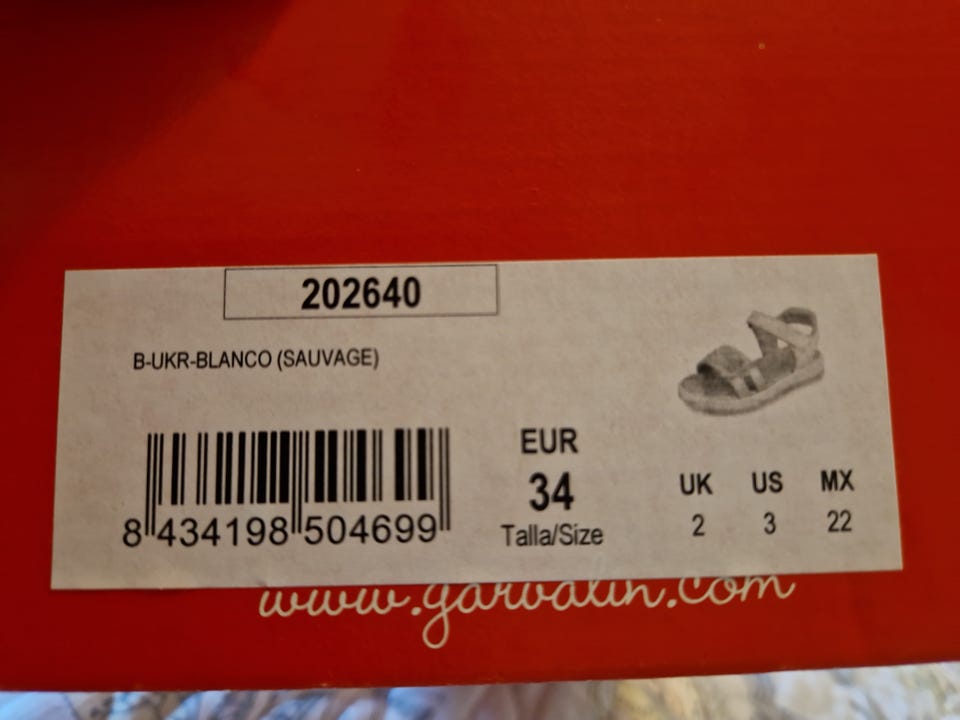 202640
B-UKR-BLANCO (SAUVAGE)
8 434198 504699
EUR
34
Talla/Size
UK US MX
2 3 22
www.garvalin.com